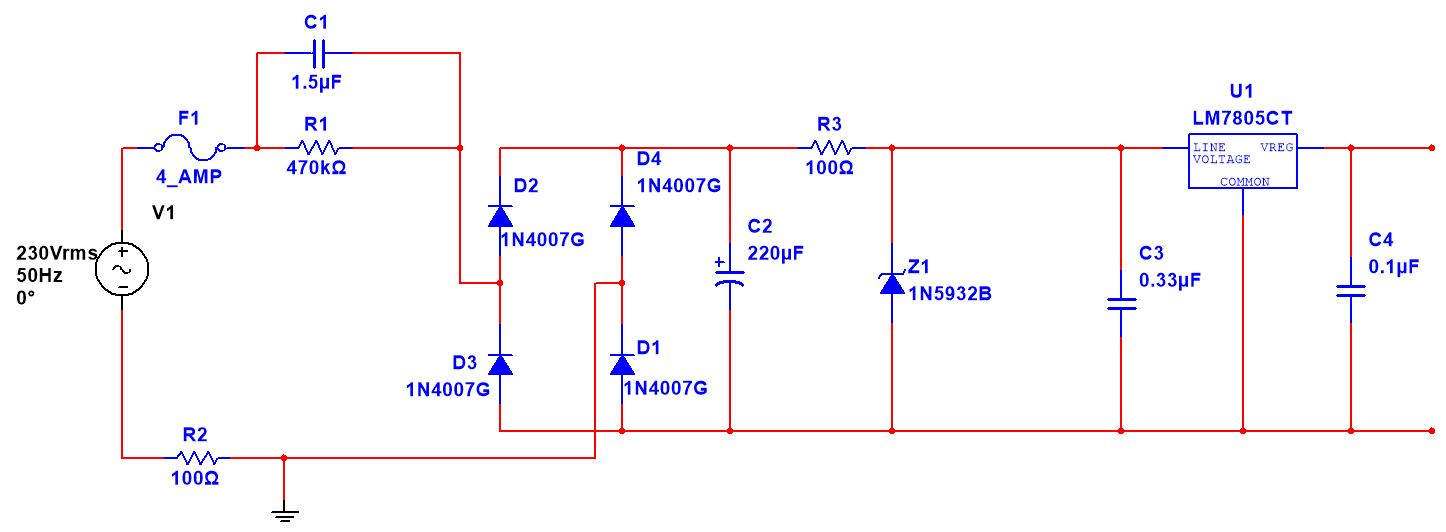 C1
1.5µF
F1
4_AMP
R1
470kΩ
V1
230Vrms
50Hz
0°
+
−
R2
100Ω
D2
1N4007G
D4
1N4007G
D3
1N4007G
D1
1N4007G
+
C2
220µF
R3
100Ω
Z1
1N5932B
C3
0.33µF
U1
LM7805CT
LINE VREG
VOLTAGE
COMMON
C4
0.1µF